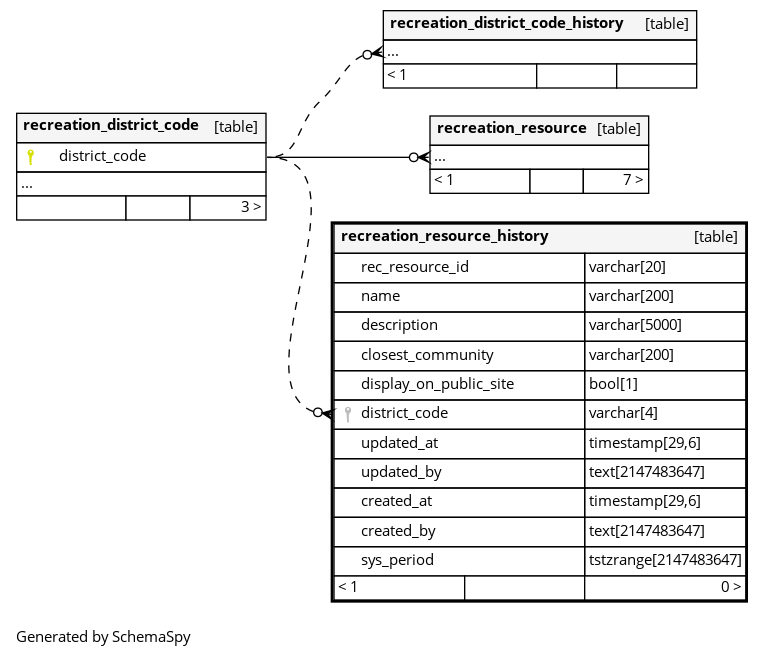 recreation_district_code_history [table]
...
< 1
recreation_district_code [table]
district_code
...
3 >
recreation_resource [table]
...
< 1 7 >
recreation_resource_history [table]
rec_resource_id varchar[20]
name varchar[200]
description varchar[5000]
closest_community varchar[200]
display_on_public_site bool[1]
district_code varchar[4]
updated_at timestamp[29,6]
updated_by text[2147483647]
created_at timestamp[29,6]
created_by text[2147483647]
sys_period tstzrange[2147483647]
< 1 0 >
Generated by SchemaSpy